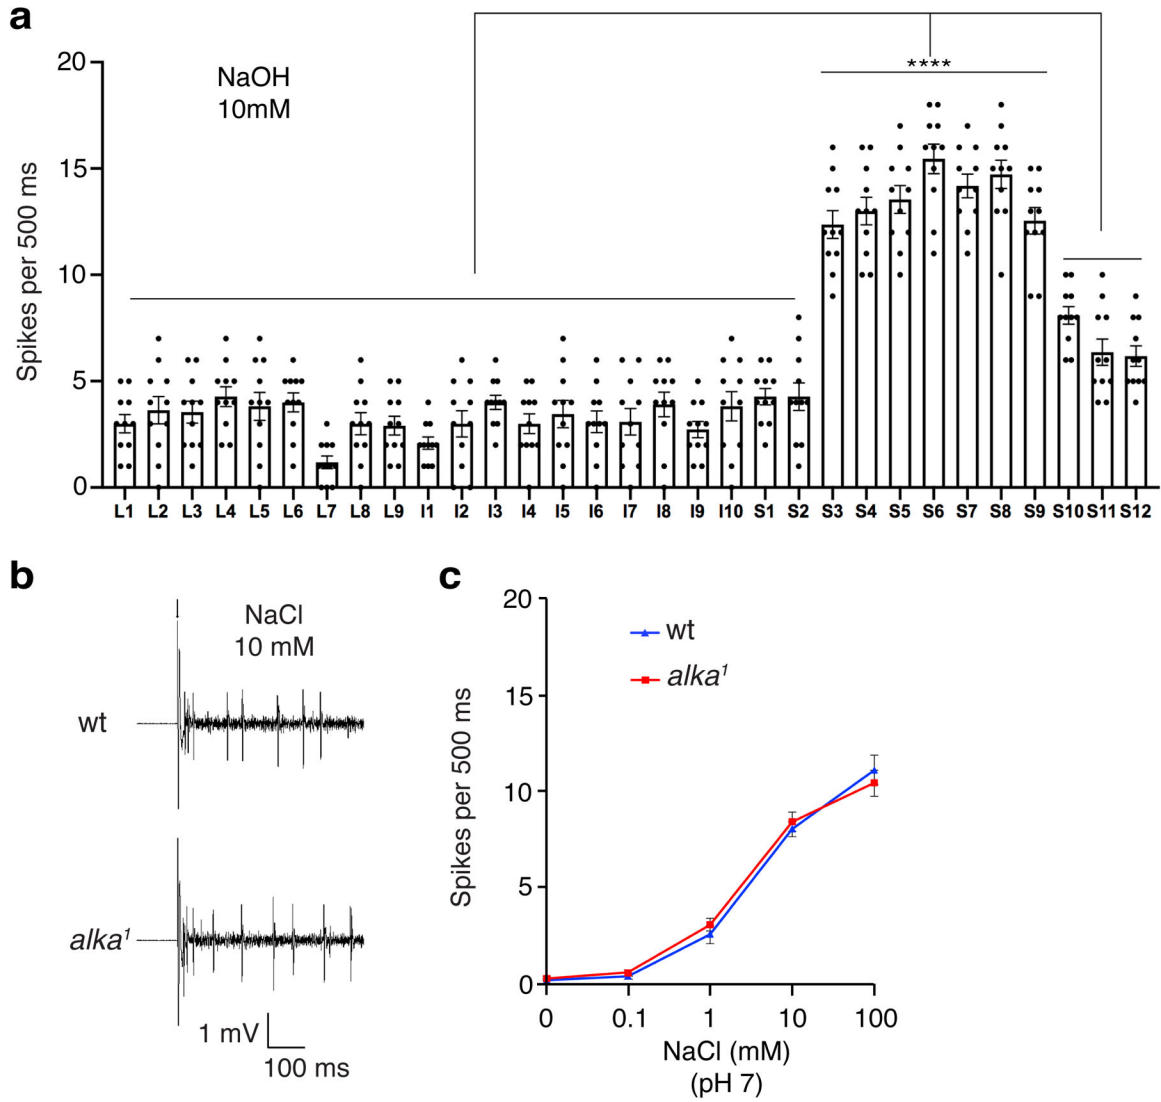 a
NaOH
10mM
****
Spikes per 500 ms
20
15
10
5
0
L1 L2 L3 L4 L5 L6 L7 L8 L9 I1 I2 I3 I4 I5 I6 I7 I8 I9 I10 S1 S2 S3 S4 S5 S6 S7 S8 S9 S10 S11 S12
b
NaCl
10 mM
wt
alka¹
1 mV
100 ms
c
wt
alka¹
Spikes per 500 ms
20
15
10
5
0
0 0.1 1 10 100
NaCl (mM)
(pH 7)